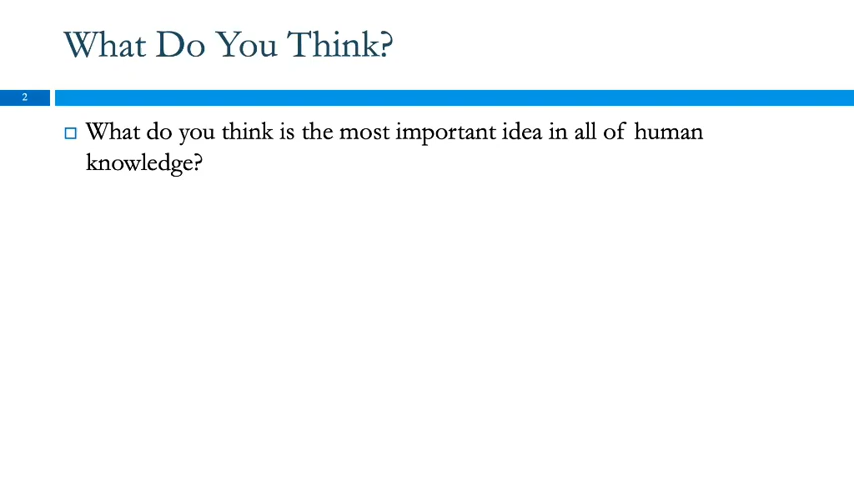 What Do You Think?
2
What do you think is the most important idea in all of human
knowledge?